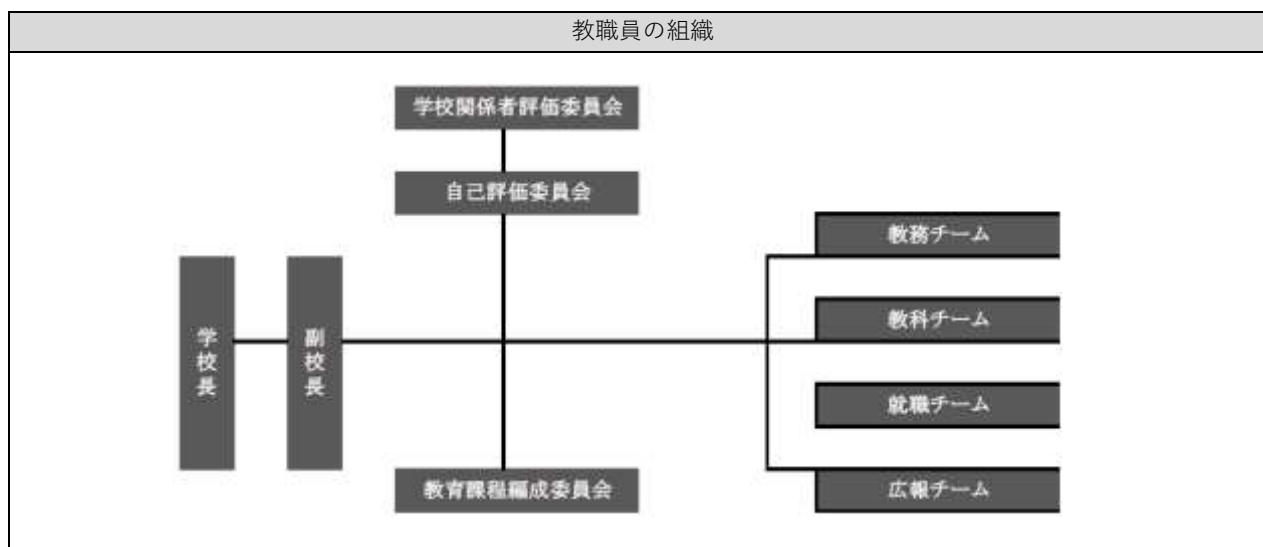 教職員の組織
学校関係者評価委員会
自己評価委員会
学校長
副校長
教務チーム
教科チーム
就職チーム
広報チーム
教育課程編成委員会